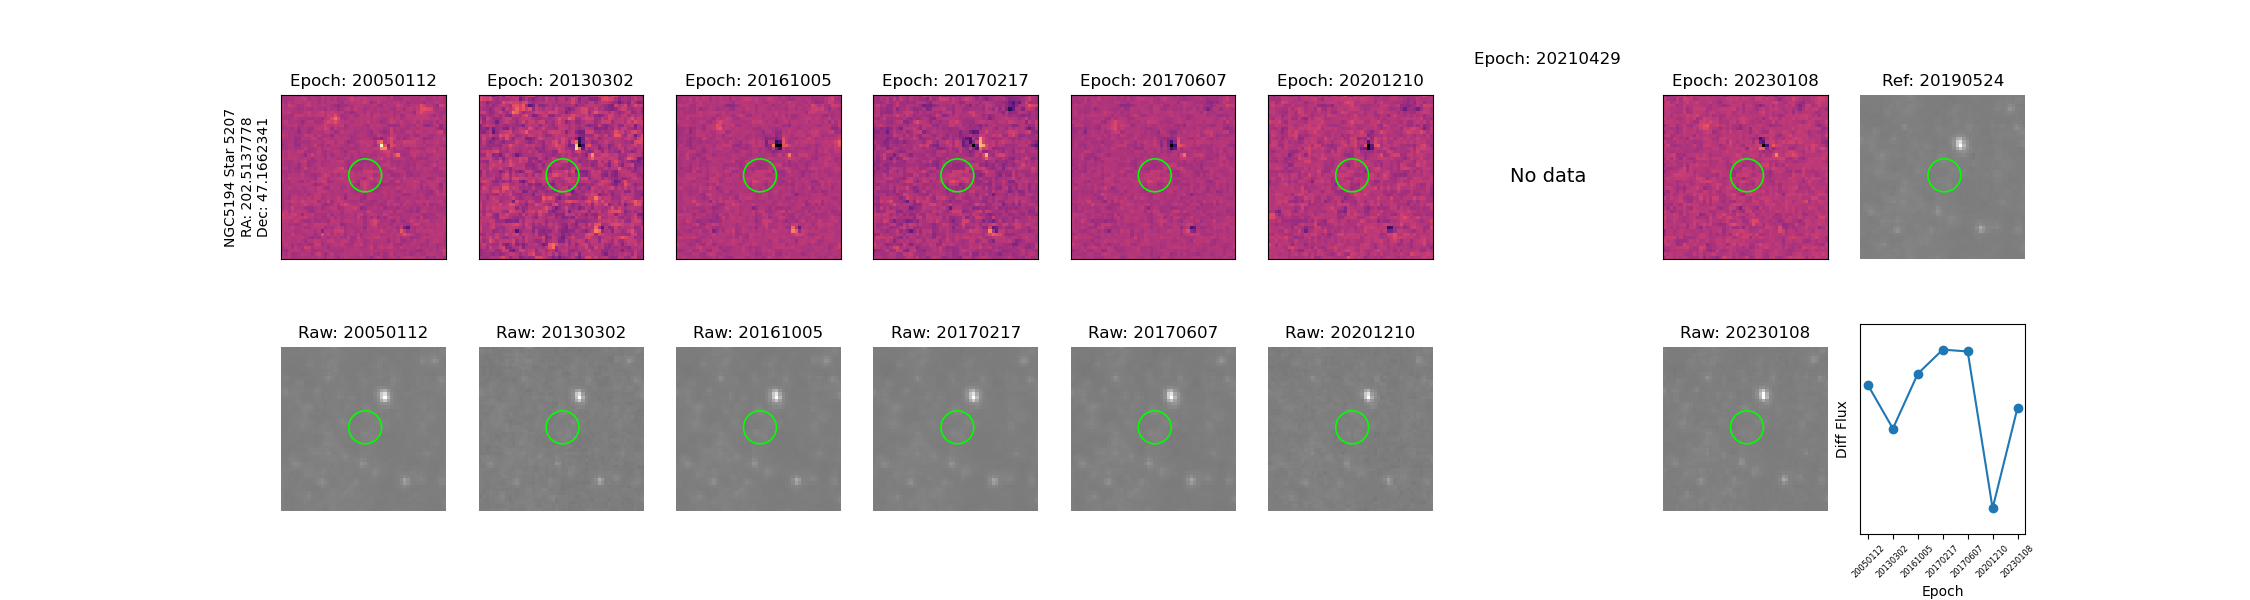 NGC5194 Star 5207
RA: 202.5137778
Dec: 47.1662341
Epoch: 20050112
Epoch: 20130302
Epoch: 20161005
Epoch: 20170217
Epoch: 20170607
Epoch: 20201210
Epoch: 20210429
Epoch: 20230108
Ref: 20190524
No data
Raw: 20050112
Raw: 20130302
Raw: 20161005
Raw: 20170217
Raw: 20170607
Raw: 20201210
Raw: 20230108
Diff Flux
20050112
20130302
20161005
20170217
20170607
20201210
20230108
Epoch